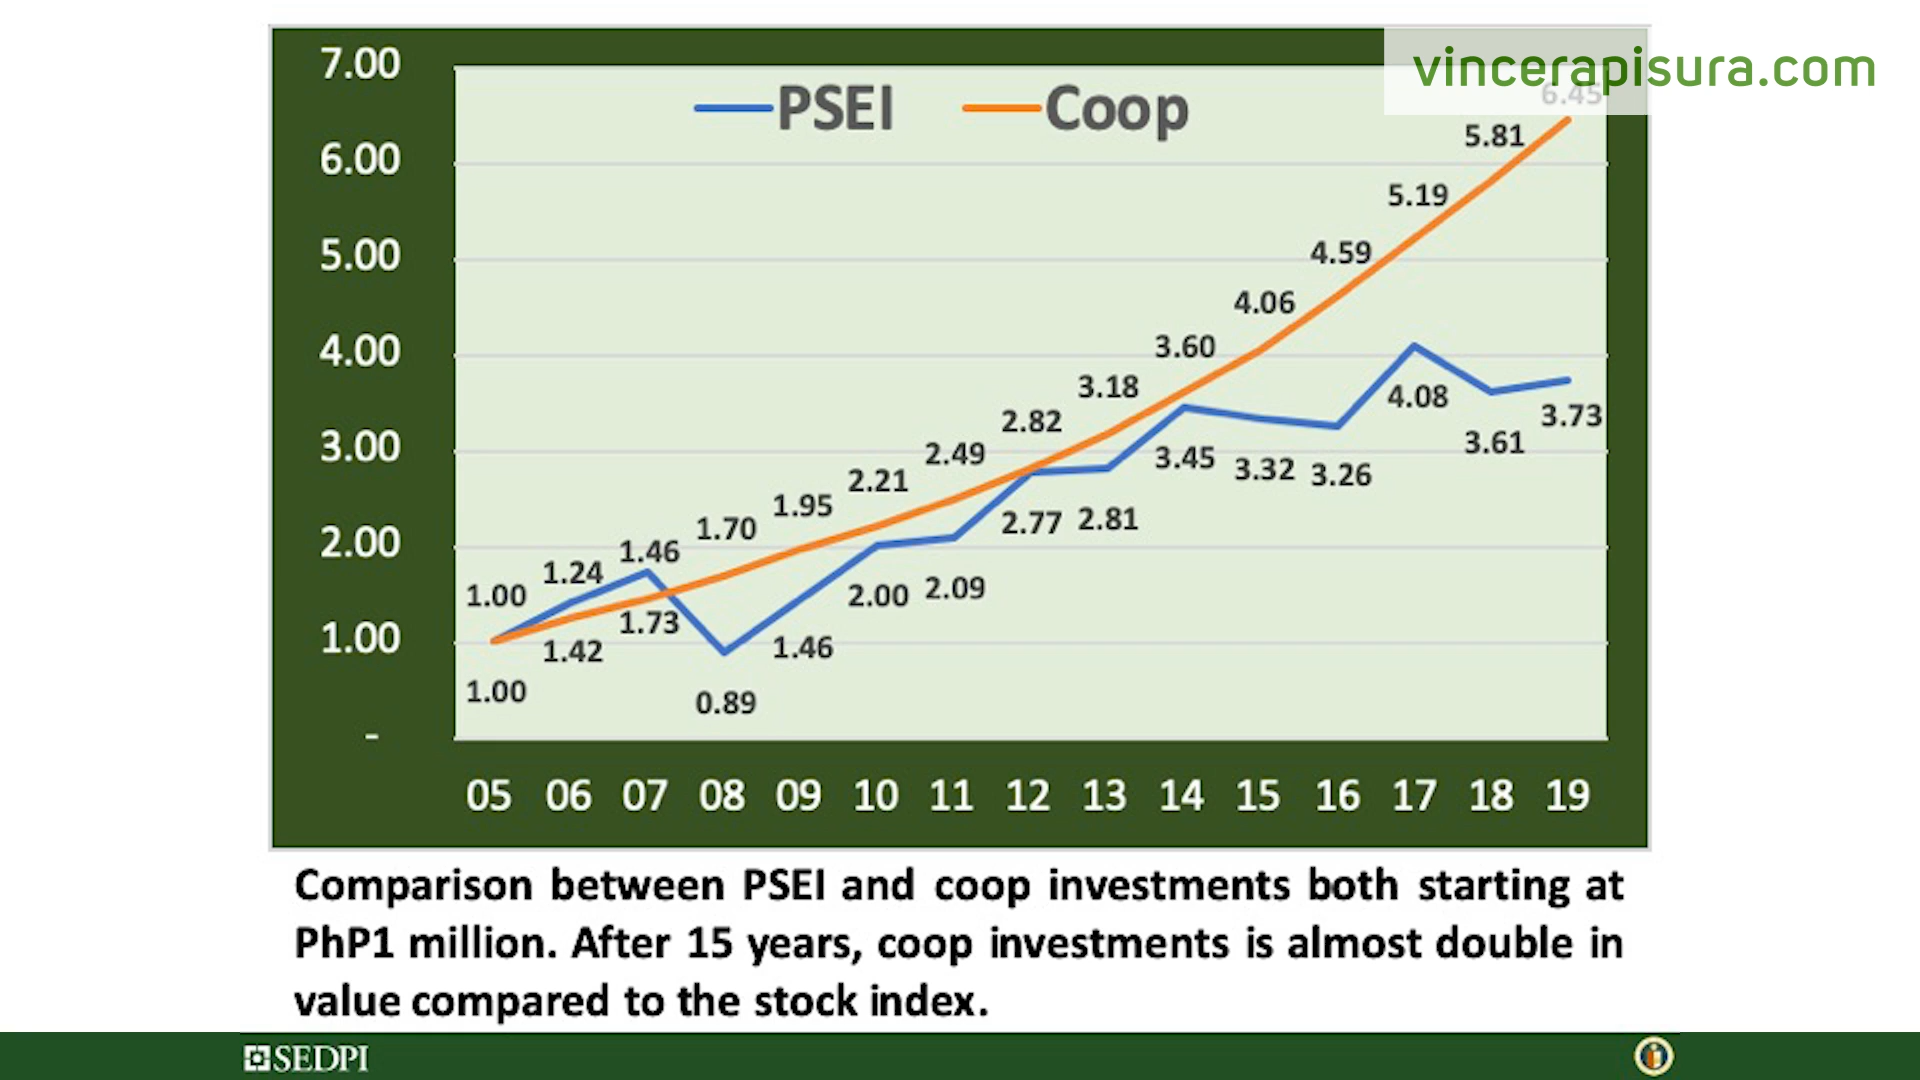 vincerapisura.com
PSEI Coop
7.00
6.00
5.00
4.00
3.00
2.00
1.00
-
1.00 1.24 1.46 1.70 1.95 2.21 2.49 2.82 3.18 3.60 4.06 4.59 5.19 5.81 6.45
1.00 1.42 1.73 0.89 1.46 2.00 2.09 2.77 2.81 3.45 3.32 3.26 4.08 3.61 3.73
05 06 07 08 09 10 11 12 13 14 15 16 17 18 19
Comparison between PSEI and coop investments both starting at
PhP1 million. After 15 years, coop investments is almost double in
value compared to the stock index.
SEDPI